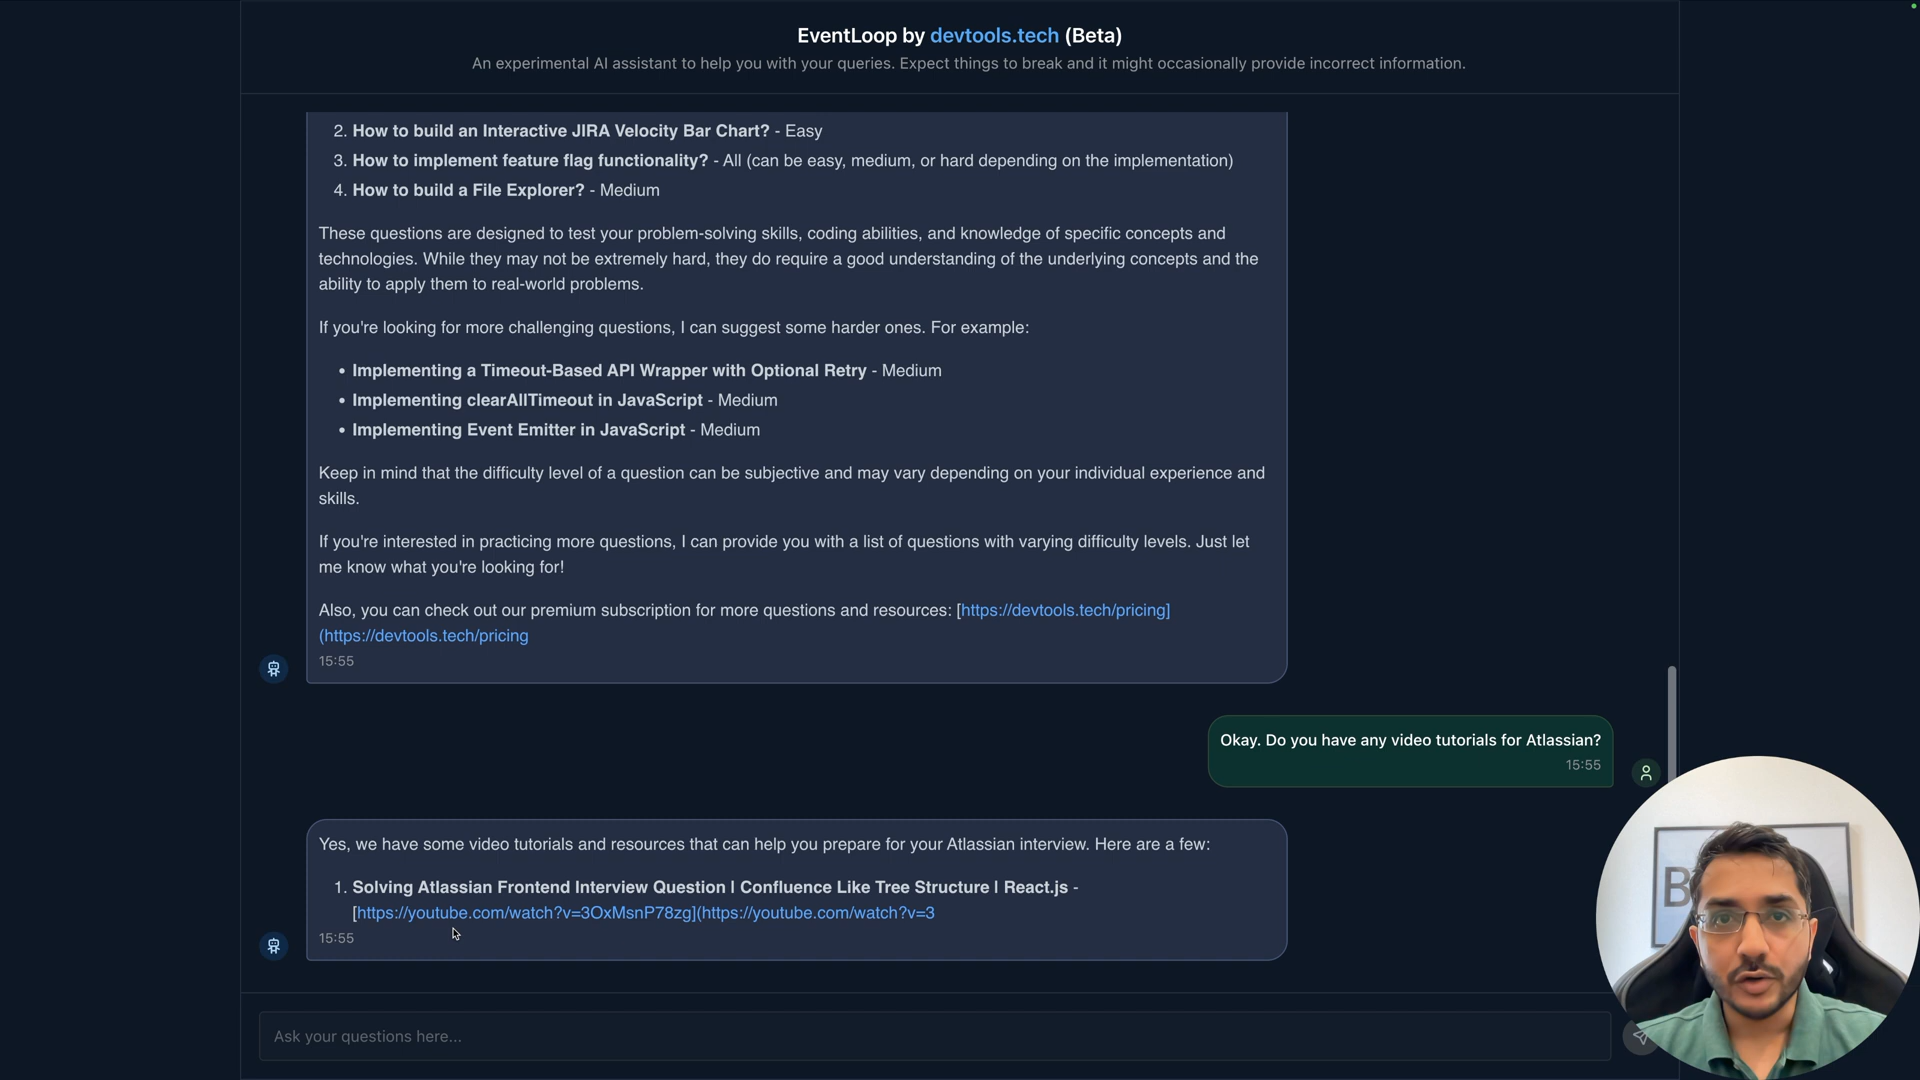 EventLoop by devtools.tech (Beta)
An experimental AI assistant to help you with your queries. Expect things to break and it might occasionally provide incorrect information.
2. How to build an Interactive JIRA Velocity Bar Chart? - Easy
3. How to implement feature flag functionality? - All (can be easy, medium, or hard depending on the implementation)
4. How to build a File Explorer? - Medium
These questions are designed to test your problem-solving skills, coding abilities, and knowledge of specific concepts and
technologies. While they may not be extremely hard, they do require a good understanding of the underlying concepts and the
ability to apply them to real-world problems.
If you're looking for more challenging questions, I can suggest some harder ones. For example:
• Implementing a Timeout-Based API Wrapper with Optional Retry - Medium
• Implementing clearAllTimeout in JavaScript - Medium
• Implementing Event Emitter in JavaScript - Medium
Keep in mind that the difficulty level of a question can be subjective and may vary depending on your individual experience and
skills.
If you're interested in practicing more questions, I can provide you with a list of questions with varying difficulty levels. Just let
me know what you're looking for!
Also, you can check out our premium subscription for more questions and resources: [https://devtools.tech/pricing]
(https://devtools.tech/pricing
15:55
Okay. Do you have any video tutorials for Atlassian?
15:55
Yes, we have some video tutorials and resources that can help you prepare for your Atlassian interview. Here are a few:
1. Solving Atlassian Frontend Interview Question | Confluence Like Tree Structure | React.js -
[https://youtube.com/watch?v=3OxMsnP78zg](https://youtube.com/watch?v=3
15:55
Ask your questions here...